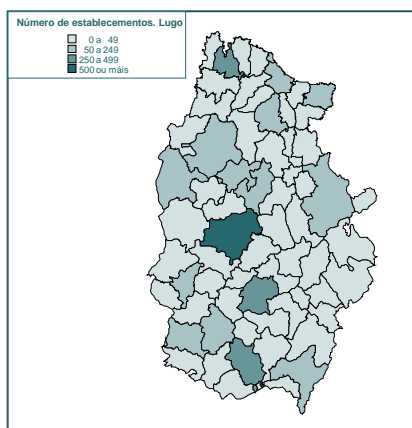 Número de establecementos. Lugo
0 a 49
50 a 249
250 a 499
500 ou máis